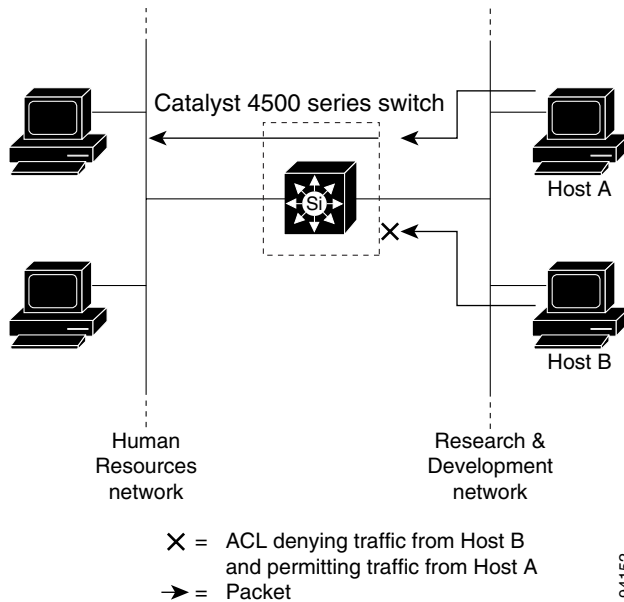 Catalyst 4500 series switch
Si
Host A
Host B
Human
Resources
network
Research &
Development
network
X = ACL denying traffic from Host B
and permitting traffic from Host A
= Packet
94152